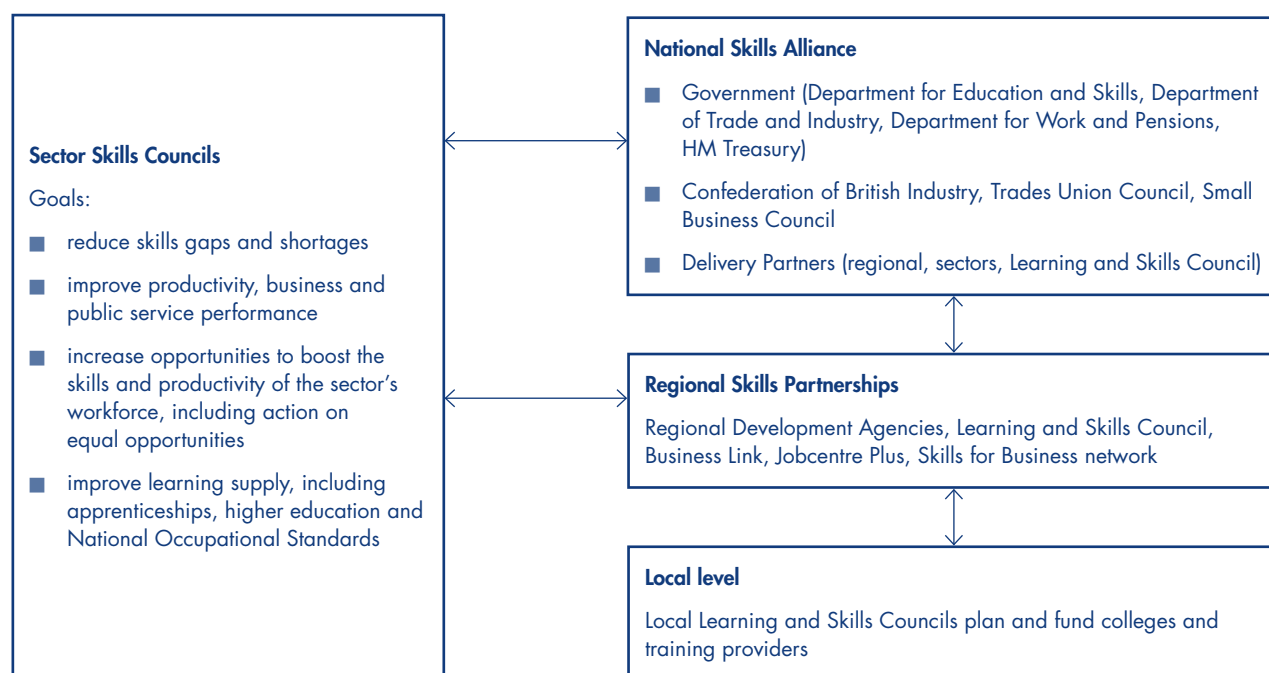 Sector Skills Councils
Goals:
reduce skills gaps and shortages
improve productivity, business and
public service performance
increase opportunities to boost the
skills and productivity of the sector's
workforce, including action on
equal opportunities
improve learning supply, including
apprenticeships, higher education and
National Occupational Standards
National Skills Alliance
Government (Department for Education and Skills, Department
of Trade and Industry, Department for Work and Pensions,
HM Treasury)
Confederation of British Industry, Trades Union Council, Small
Business Council
Delivery Partners (regional, sectors, Learning and Skills Council)
Regional Skills Partnerships
Regional Development Agencies, Learning and Skills Council,
Business Link, Jobcentre Plus, Skills for Business network
Local level
Local Learning and Skills Councils plan and fund colleges and
training providers